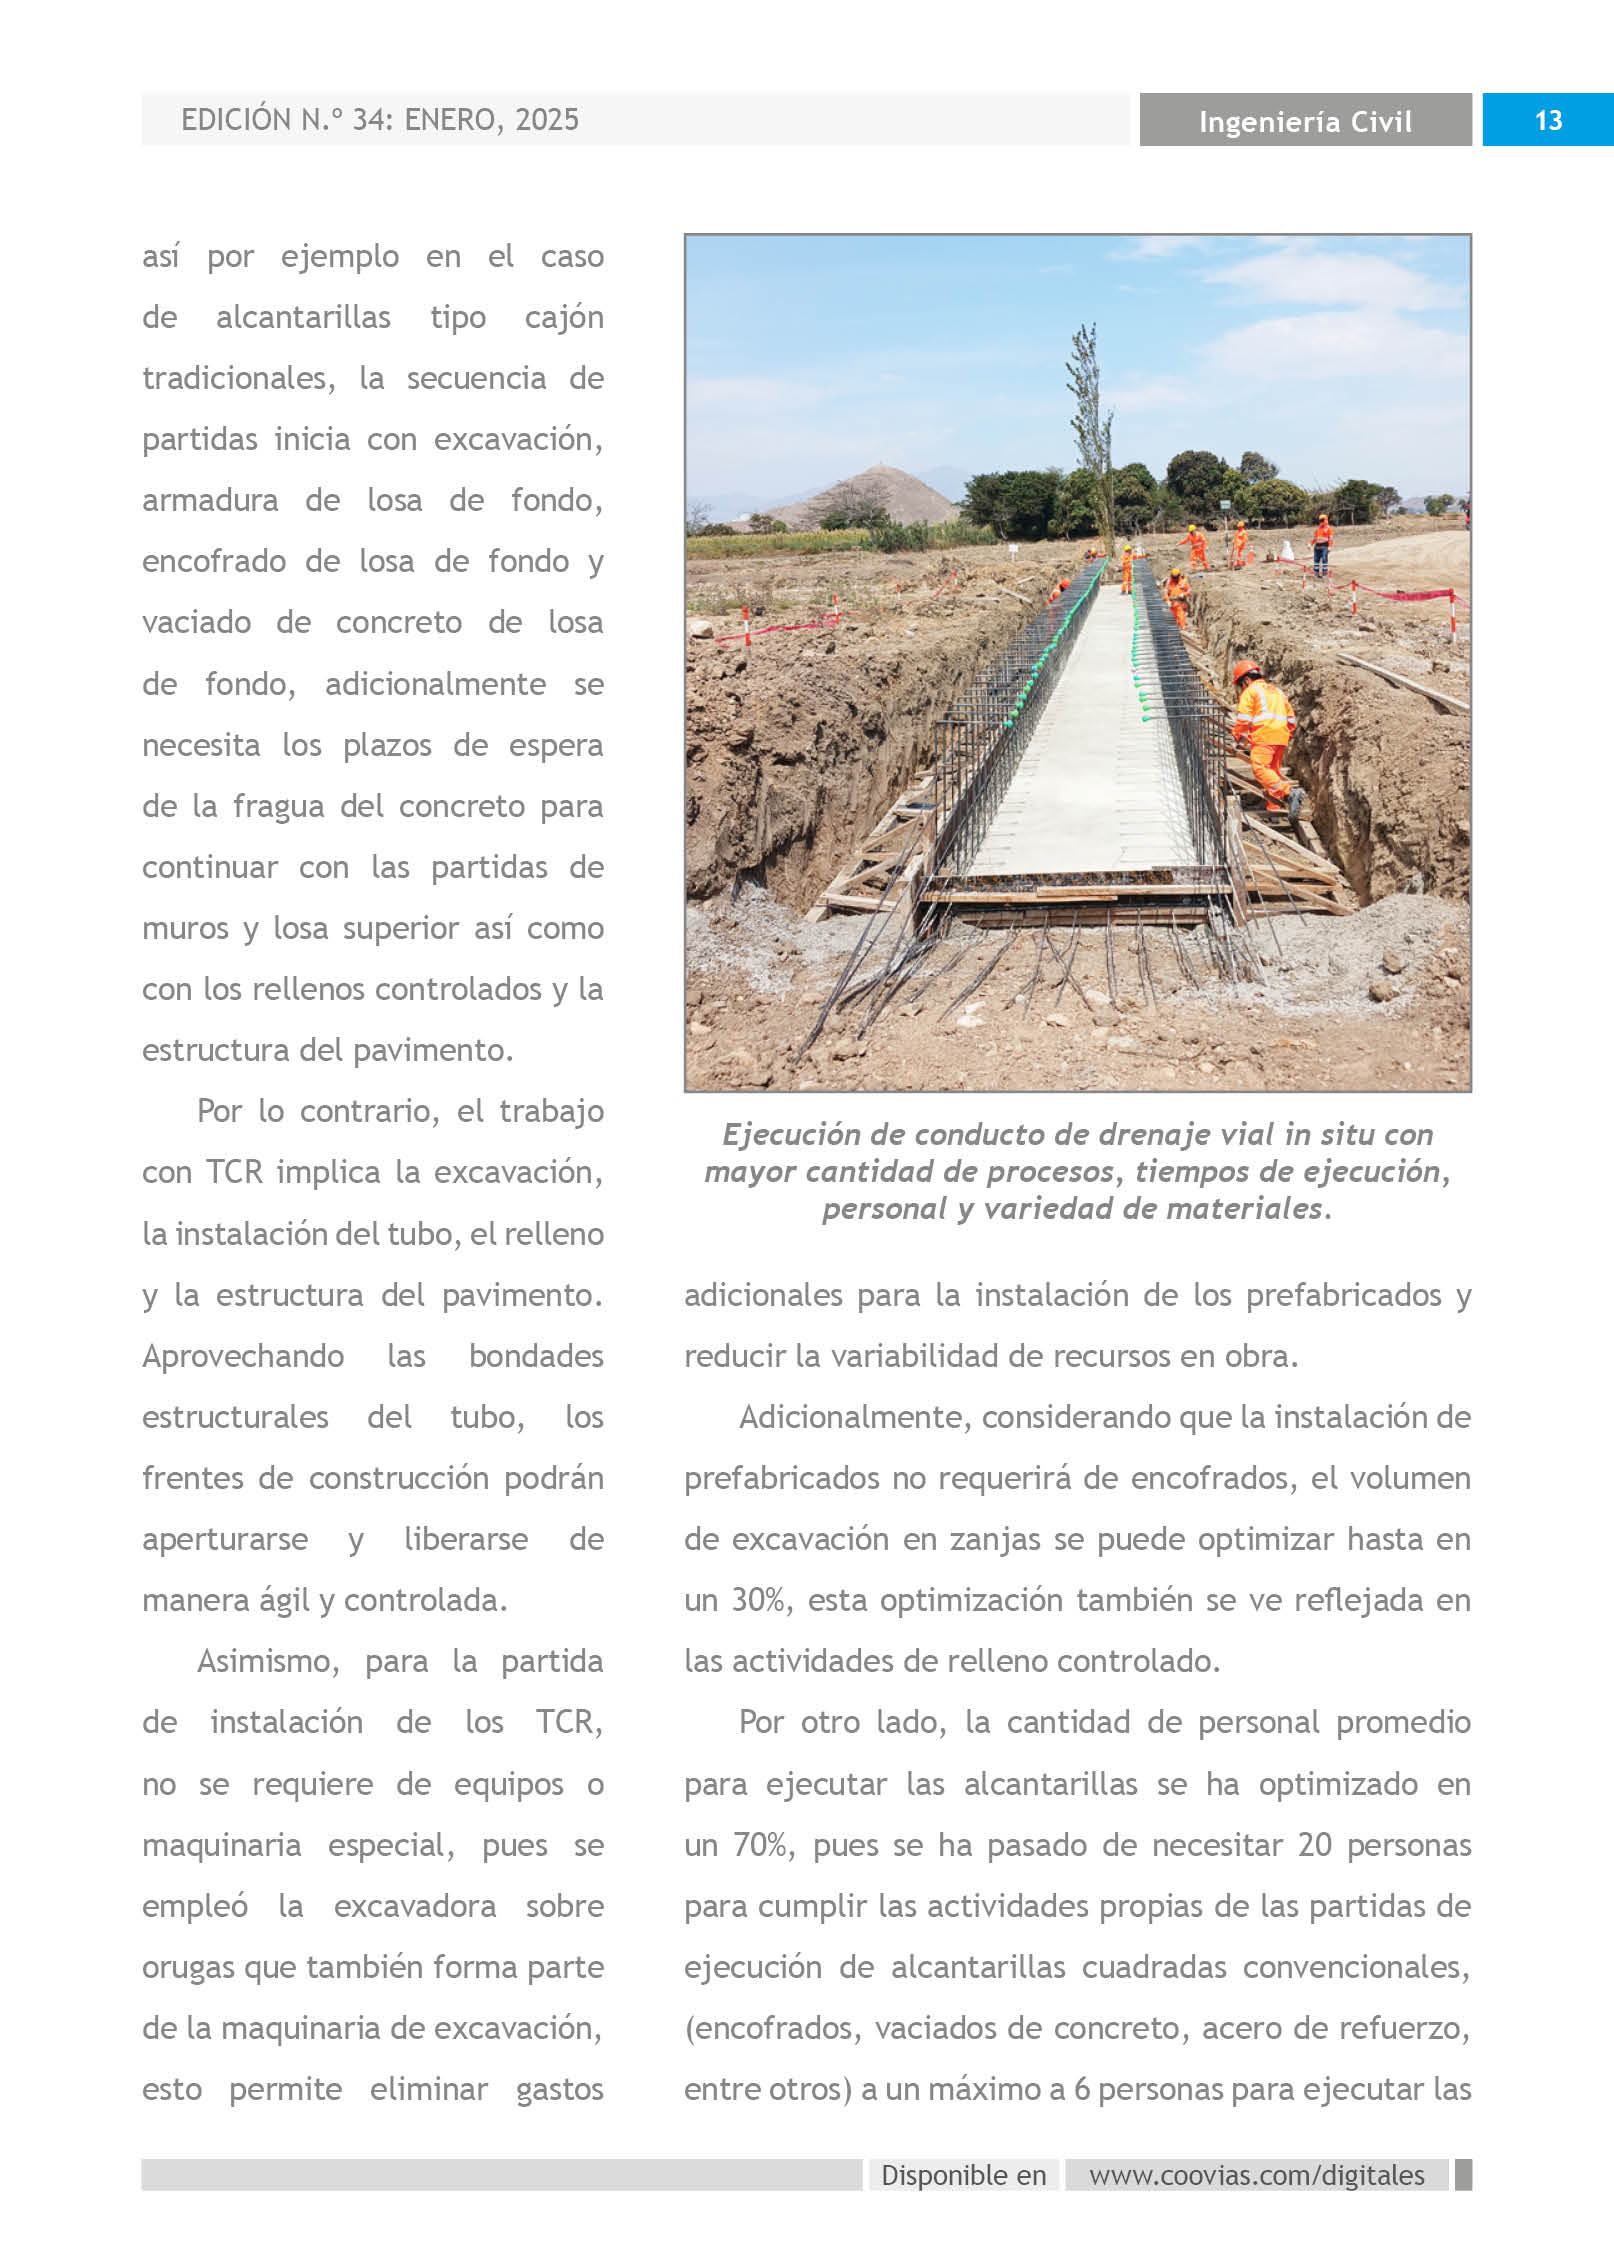 EDICIÓN N.º 34: ENERO, 2025
Ingeniería Civil
13
así por ejemplo en el caso
de alcantarillas tipo cajón
tradicionales, la secuencia de
partidas inicia con excavación,
armadura de losa de fondo,
encofrado de losa de fondo y
vaciado de concreto de losa
de fondo, adicionalmente se
necesita los plazos de espera
de la fragua del concreto para
continuar con las partidas de
muros y losa superior así como
con los rellenos controlados y la
estructura del pavimento.
Por lo contrario, el trabajo
con TCR implica la excavación,
la instalación del tubo, el relleno
y la estructura del pavimento.
Aprovechando las bondades
estructurales del tubo, los
frentes de construcción podrán
aperturarse y liberarse de
manera ágil y controlada.
Asimismo, para la partida
de instalación de los TCR,
no se requiere de equipos o
maquinaria especial, pues se
empleó la excavadora sobre
orugas que también forma parte
de la maquinaria de excavación,
esto permite eliminar gastos
Ejecución de conducto de drenaje vial in situ con
mayor cantidad de procesos, tiempos de ejecución,
personal y variedad de materiales.
adicionales para la instalación de los prefabricados y
reducir la variabilidad de recursos en obra.
Adicionalmente, considerando que la instalación de
prefabricados no requerirá de encofrados, el volumen
de excavación en zanjas se puede optimizar hasta en
un 30%, esta optimización también se ve reflejada en
las actividades de relleno controlado.
Por otro lado, la cantidad de personal promedio
para ejecutar las alcantarillas se ha optimizado en
un 70%, pues se ha pasado de necesitar 20 personas
para cumplir las actividades propias de las partidas de
ejecución de alcantarillas cuadradas convencionales,
(encofrados, vaciados de concreto, acero de refuerzo,
entre otros) a un máximo a 6 personas para ejecutar las
Disponible en
www.coovias.com/digitales